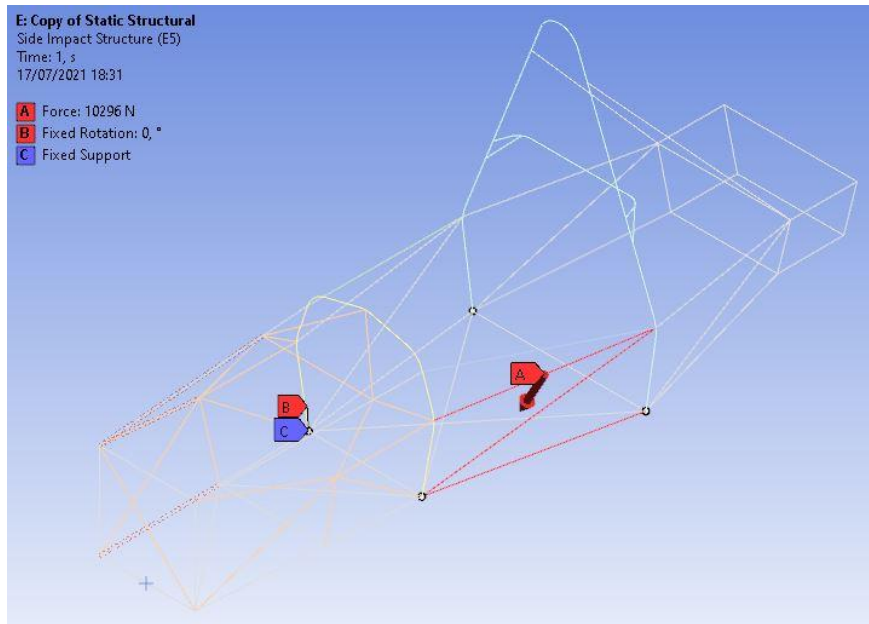 E: Copy of Static Structural
Side Impact Structure (E5)
Time: 1, s
17/07/2021 18:31
A Force: 10296 N
B Fixed Rotation: 0, °
C Fixed Support
A
B
C